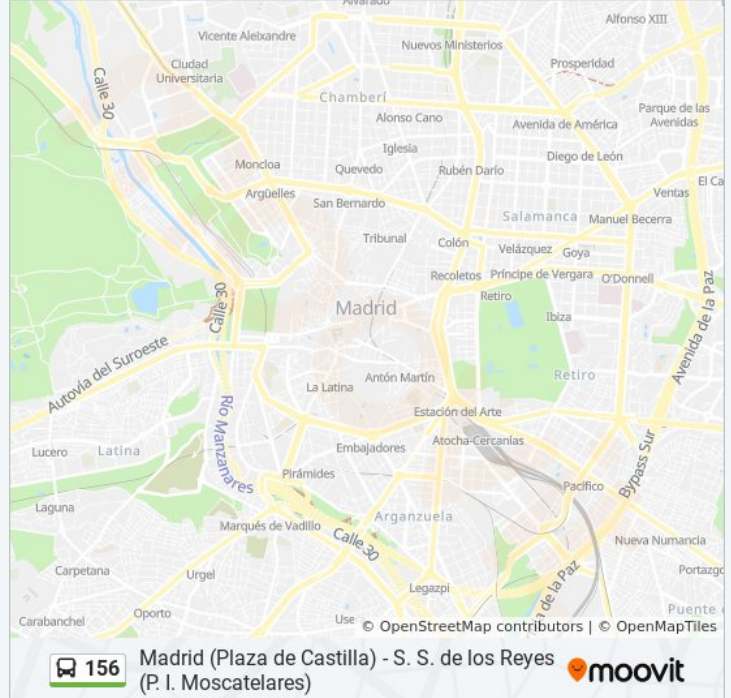 Alvarado
Alfonso XIII
Vicente Aleixandre
Nuevos Ministerios
Ciudad
Universitaria
Prosperidad
Calle 30
Chamberí
Parque de las
Avenidas
Alonso Cano
Avenida de América
Iglesia
Diego de León
Moncloa
Quevedo
Rubén Darío
El Ca
Argüelles
Ventas
San Bernardo
Salamanca
Manuel Becerra
Tribunal
Colón
Velázquez
Goya
Recoletos
Príncipe de Vergara
O'Donnell
Calle 30
Retiro
Madrid
Ibiza
Avenida de la Paz
Autovía del Suroeste
La Latina
Antón Martín
Retiro
Estación del Arte
Río Manzanares
Lucero
Latina
Embajadores
Atocha-Cercanías
Bypass Sur
Pirámides
Pacífico
Laguna
Marqués de Vadillo
Arganzuela
Calle 30
Nueva Numancia
Carpetana
Urgel
Portazgo
Legazpi
a de la Paz
Oporto
Puente
Carabanchel
Use
© OpenStreetMap contributors | © OpenMapTiles
156
Madrid (Plaza de Castilla) - S. S. de los Reyes
(P. I. Moscatelares)
moovit